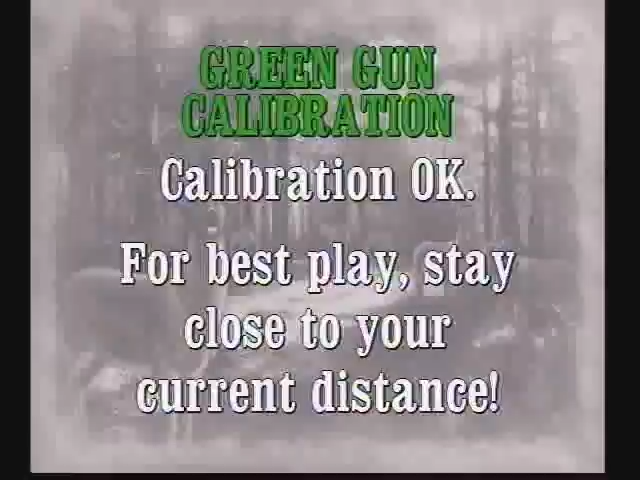 GREEN GUN
CALIBRATION
Calibration OK.
For best play, stay
close to your
current distance!